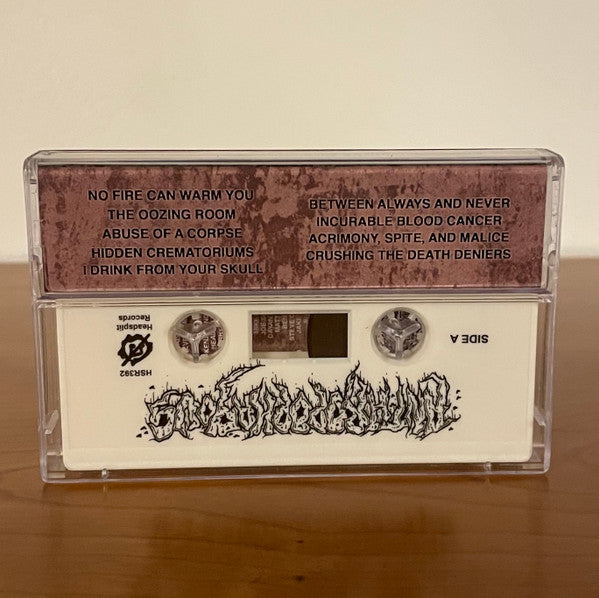 NO FIRE CAN WARM YOU
THE OOZING ROOM
ABUSE OF A CORPSE
HIDDEN CREMATORIUMS
I DRINK FROM YOUR SKULL
BETWEEN ALWAYS AND NEVER
INCURABLE BLOOD CANCER
ACRIMONY, SPITE, AND MALICE
CRUSHING THE DEATH DENIERS
SIDE A
HSR392
Headsplit
Records